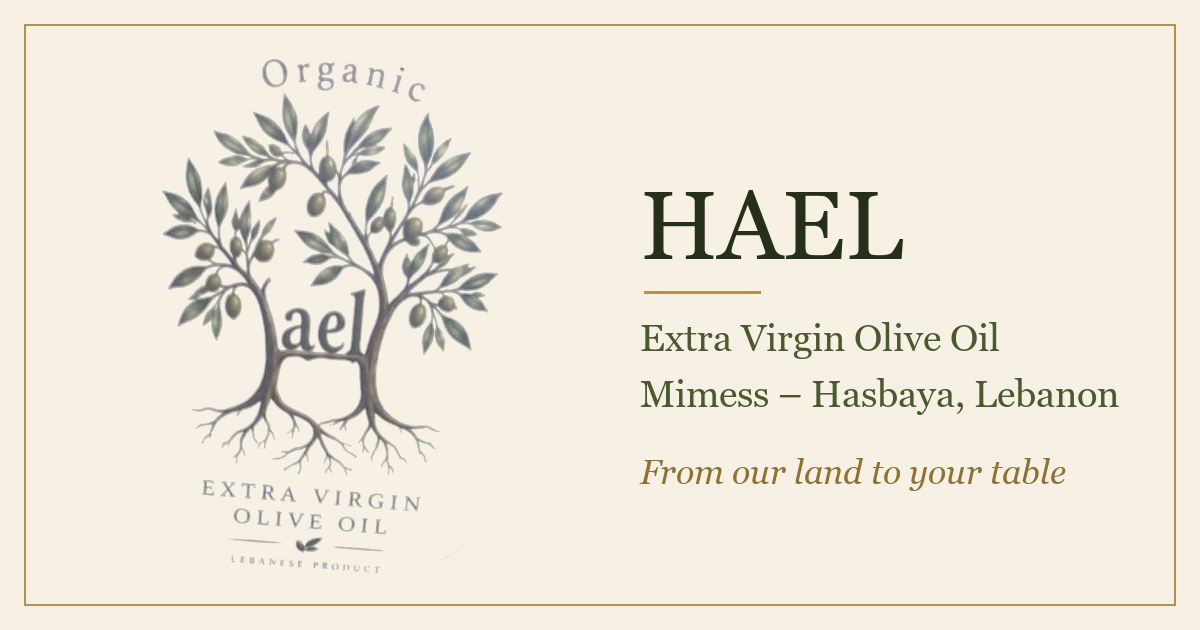 Organic
ael
EXTRA VIRGIN
OLIVE OIL
LEBANESE PRODUCT
HAEL
Extra Virgin Olive Oil
Mimess – Hasbaya, Lebanon
From our land to your table